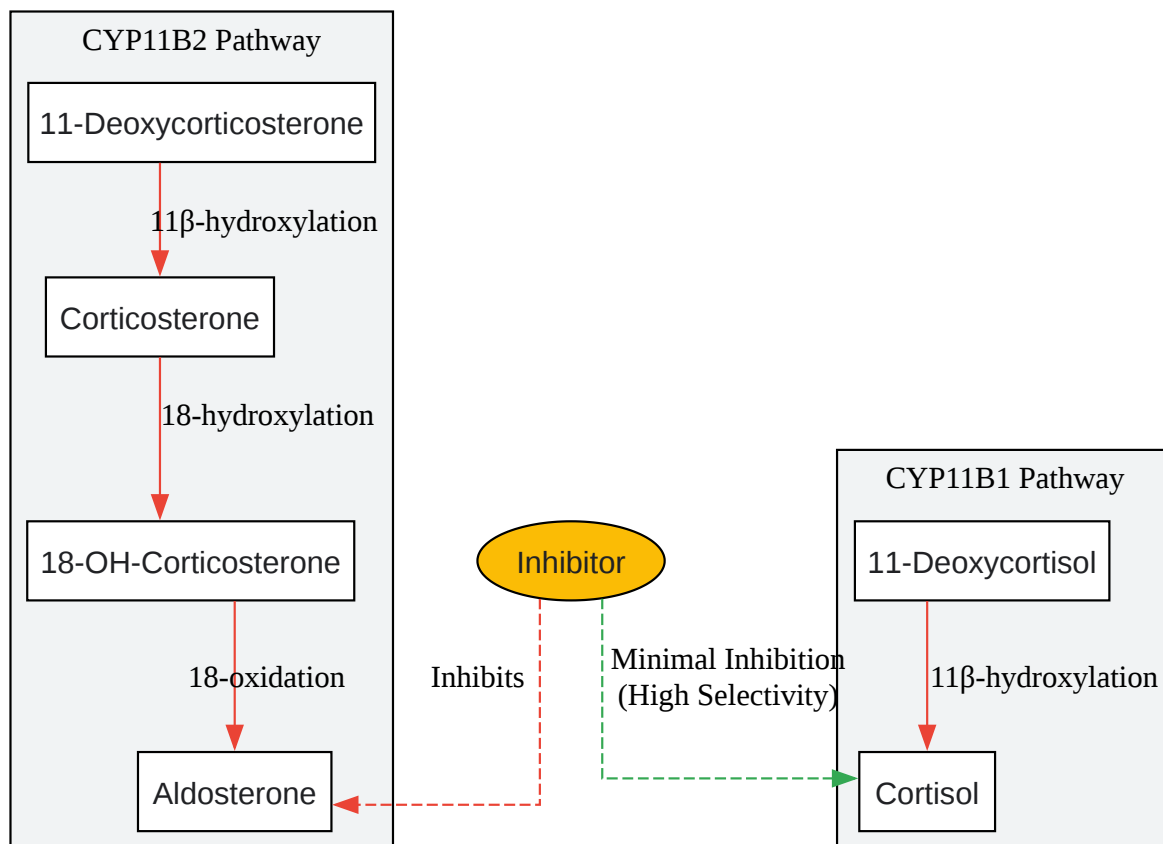 CYP11B2 Pathway
11-Deoxycorticosterone
11β-hydroxylation
Corticosterone
18-hydroxylation
18-OH-Corticosterone
18-oxidation
Aldosterone
Inhibitor
Inhibits
Minimal Inhibition
(High Selectivity)
CYP11B1 Pathway
11-Deoxycortisol
11β-hydroxylation
Cortisol